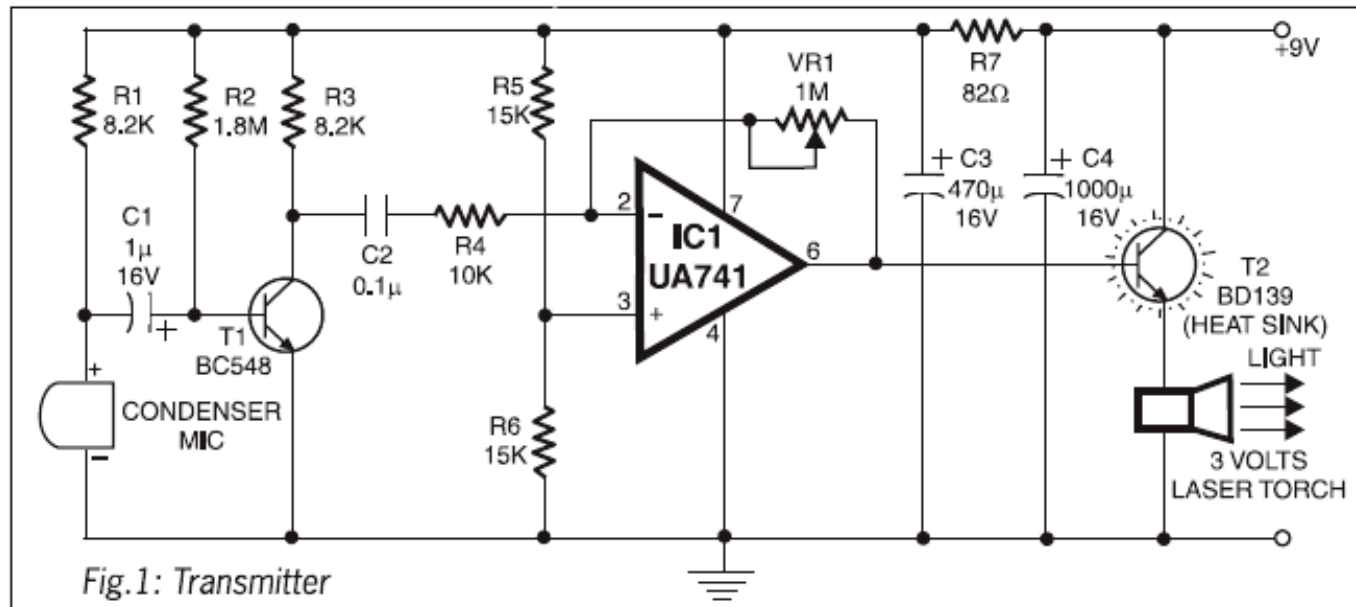 +9V
R1
8.2K
R2
1.8M
R3
8.2K
R5
15K
VR1
1M
R7
82Ω
C1
1µ
16V
+
C2
0.1µ
R4
10K
2
−
7
IC1
UA741
6
3
+
4
+ C3
470µ
16V
+ C4
1000µ
16V
T1
BC548
T2
BD139
(HEAT SINK)
LIGHT
+
CONDENSER
MIC
−
R6
15K
3 VOLTS
LASER TORCH
Fig.1: Transmitter